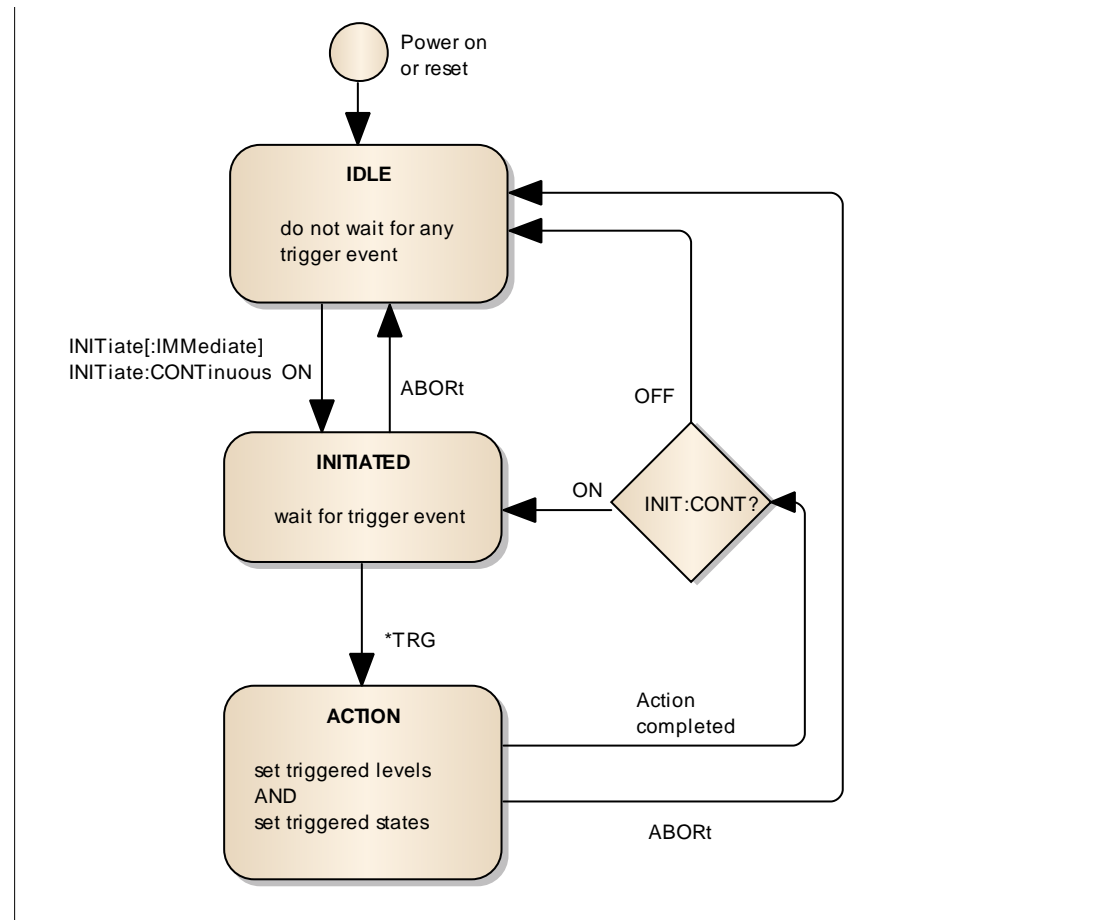 Power on
or reset
IDLE
do not wait for any
trigger event
INITiate[:IMMediate]
INITiate:CONTinuous ON
ABORt
OFF
INITIATED
wait for trigger event
ON
INIT:CONT?
*TRG
ACTION
set triggered levels
AND
set triggered states
Action
completed
ABORt